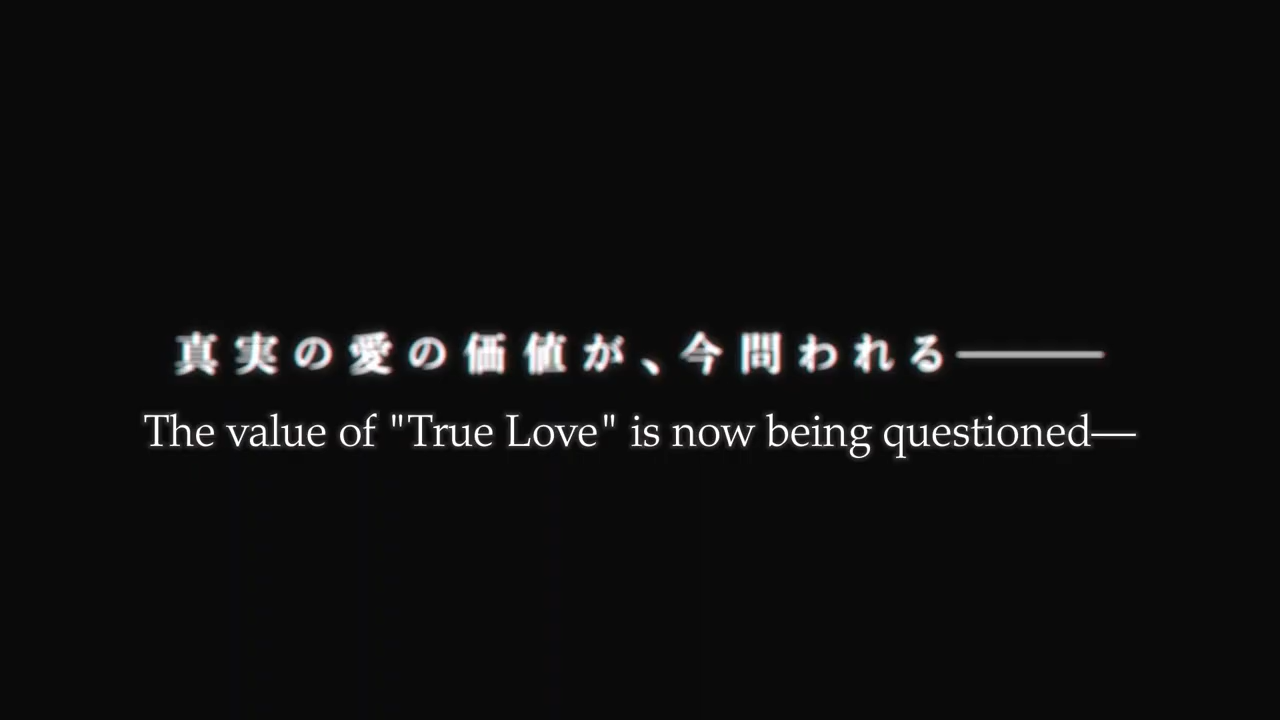 真実の愛の価値が、今問われる───
The value of "True Love" is now being questioned—